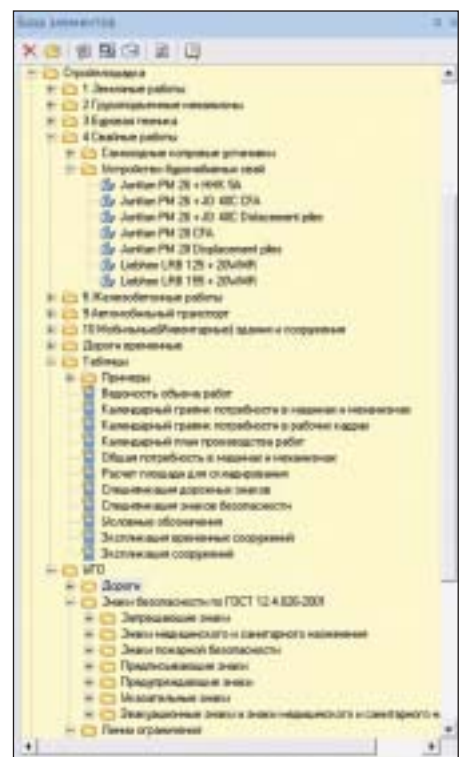 База элементов
Стройплощадка
1 Земляные работы
2 Грузоподъемные механизмы
3 Буровая техника
4 Свайные работы
Самоходные копровые установки
Устройство буронабивных свай
Junttan PM 26 + HHK 5A
Junttan PM 26 + JD 40C CFA
Junttan PM 26 + JD 40C Dislacement piles
Junttan PM 28 CFA
Junttan PM 28 Displacement piles
Liebherr LRB 125 + 20VMR
Liebherr LRB 155 + 20VMR
Железобетонные работы
9 Автомобильный транспорт
10 Мобильные(Инвентарные) здания и сооружения
Дороги временные
Таблицы
Примеры
Ведомость объема работ
Календарный график потребности в машинах и механизмах
Календарный график потребности в рабочих кадрах
Календарный план производства работ
Общая потребность в машинах и механизмах
Расчет площади для складирования
Спецификация дорожных знаков
Спецификация знаков безопасности
Условные обозначения
Экспликация временных сооружений
Экспликация сооружений
УГО
Дороги
Знаки безопасности по ГОСТ 12.4.026-2001
Запрещающие знаки
Знаки медицинского и санитарного назначения
Знаки пожарной безопасности
Предписывающие знаки
Предупреждающие знаки
Указательные знаки
Эвакуационные знаки и знаки медицинского и санитарного н
Линии ограничения